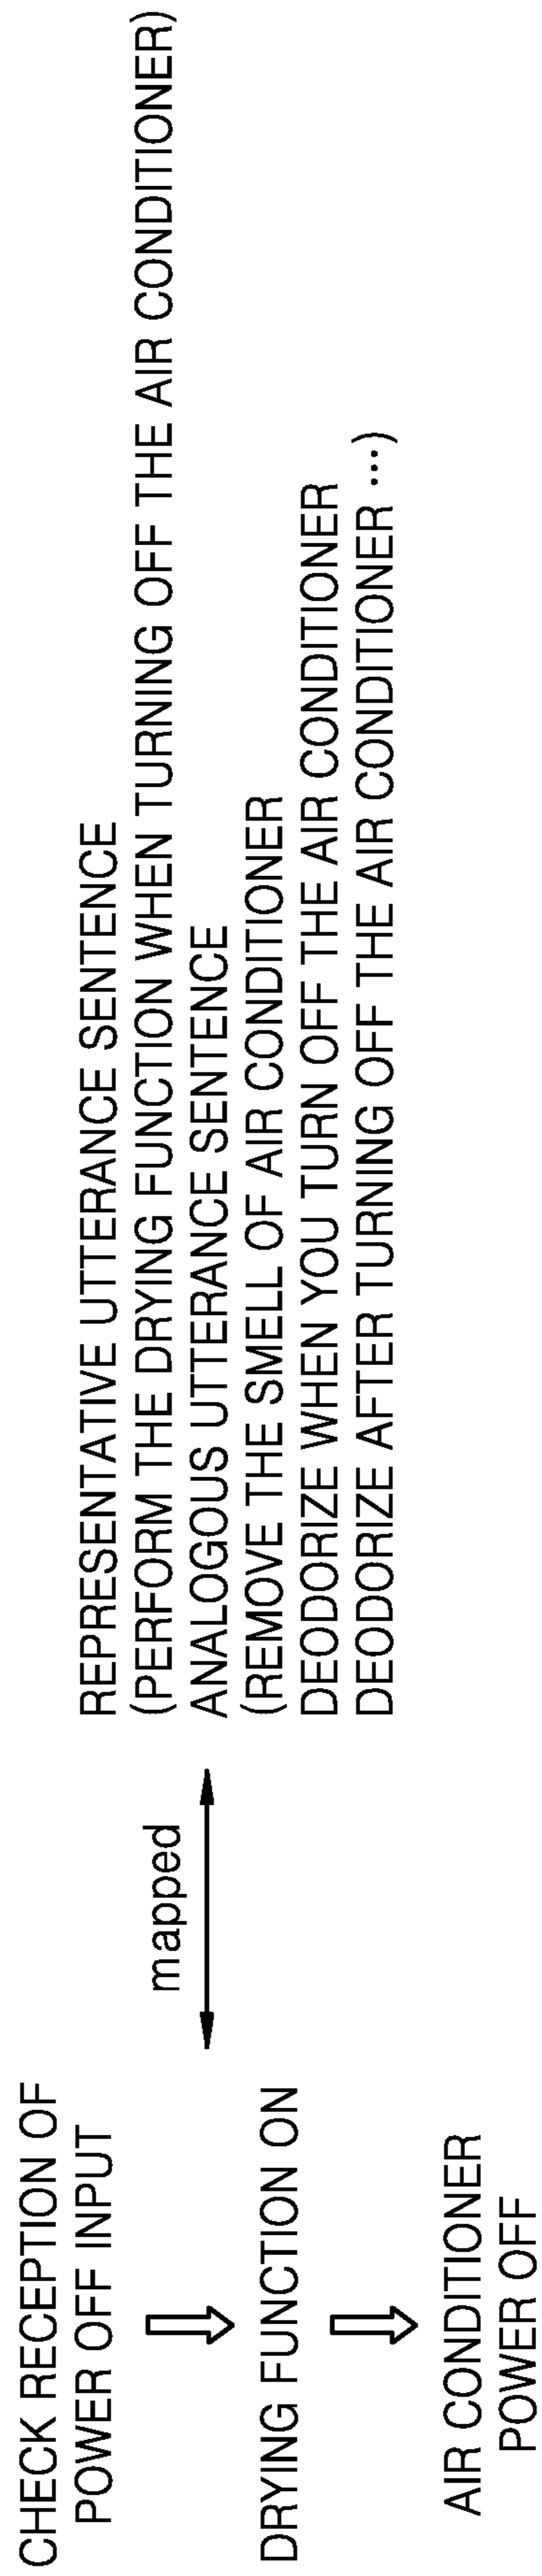 CHECK RECEPTION OF
POWER OFF INPUT
DRYING FUNCTION ON
AIR CONDITIONER
POWER OFF
mapped
REPRESENTATIVE UTTERANCE SENTENCE
(PERFORM THE DRYING FUNCTION WHEN TURNING OFF THE AIR CONDITIONER)
ANALOGOUS UTTERANCE SENTENCE
(REMOVE THE SMELL OF AIR CONDITIONER
DEODORIZE WHEN YOU TURN OFF THE AIR CONDITIONER
DEODORIZE AFTER TURNING OFF THE AIR CONDITIONER ⋯)